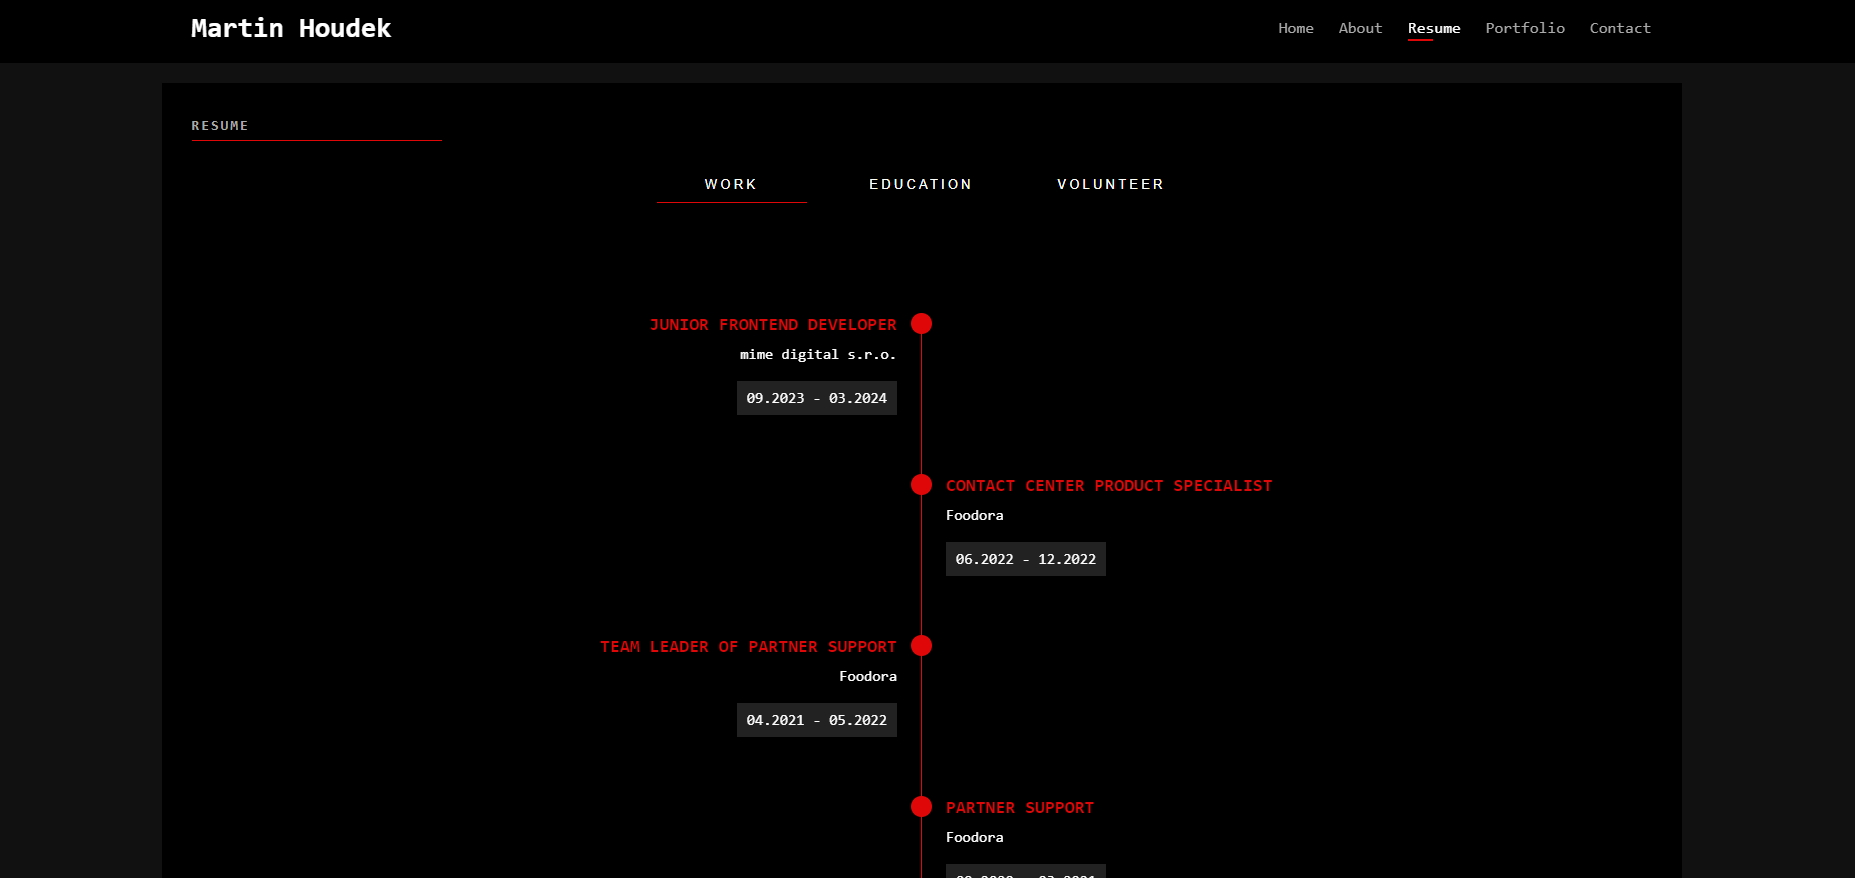 Martin Houdek
Home About Resume Portfolio Contact
RESUME
WORK EDUCATION VOLUNTEER
JUNIOR FRONTEND DEVELOPER
mime digital s.r.o.
09.2023 - 03.2024
CONTACT CENTER PRODUCT SPECIALIST
Foodora
06.2022 - 12.2022
TEAM LEADER OF PARTNER SUPPORT
Foodora
04.2021 - 05.2022
PARTNER SUPPORT
Foodora